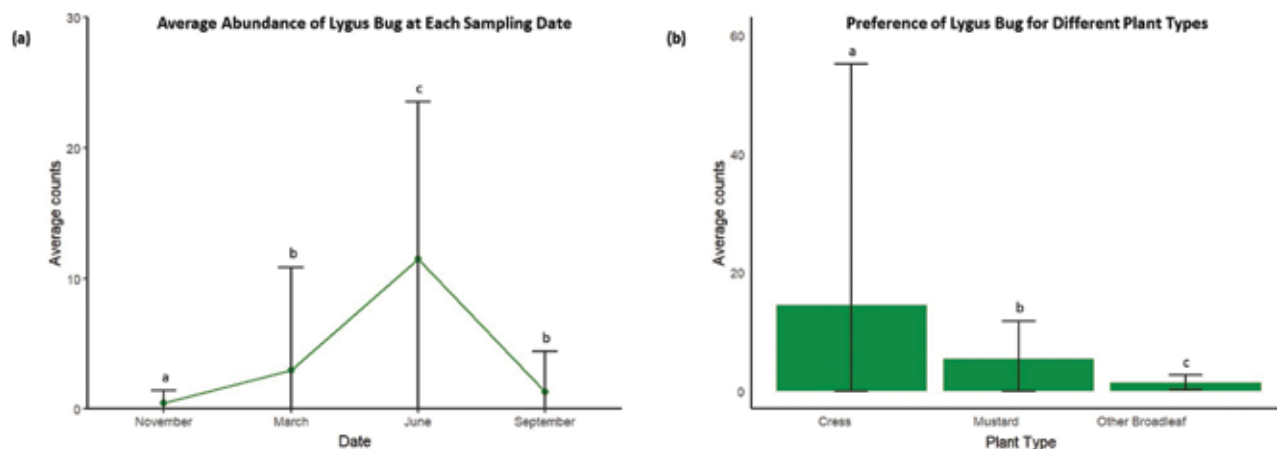 (a)
Average Abundance of Lygus Bug at Each Sampling Date
30
20
10
0
Average counts
a
b
c
b
November March June September
Date
(b)
Preference of Lygus Bug for Different Plant Types
60
40
20
0
Average counts
a
b
c
Cress Mustard Other Broadleaf
Plant Type